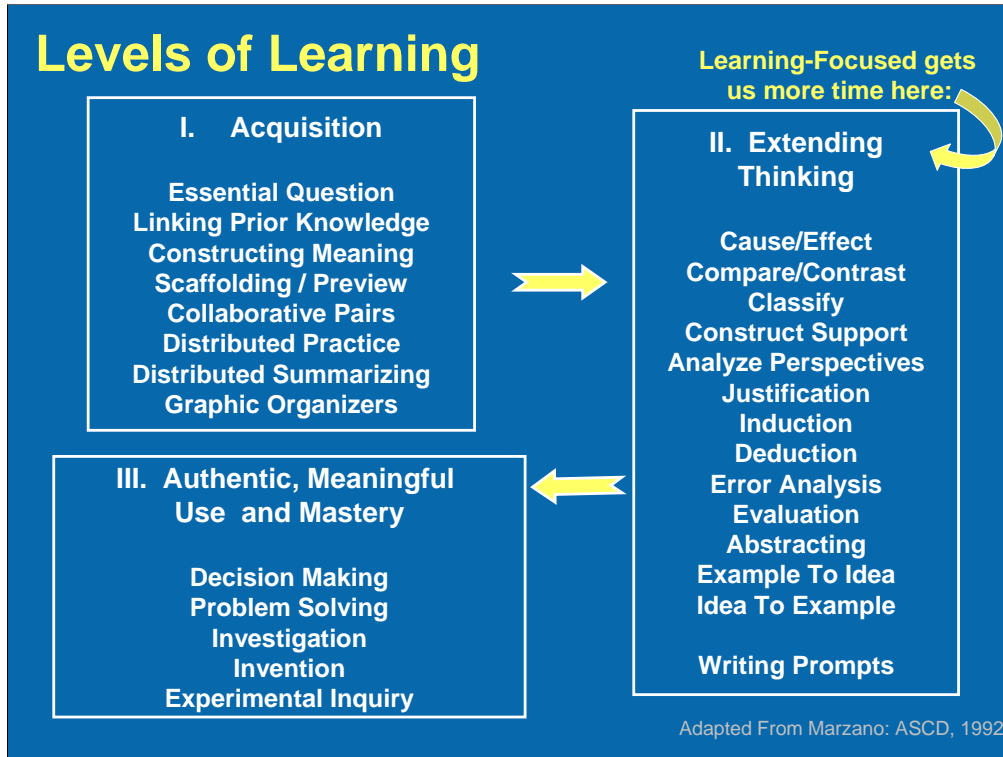 Levels of Learning
Learning-Focused gets
us more time here:
I. Acquisition
Essential Question
Linking Prior Knowledge
Constructing Meaning
Scaffolding / Preview
Collaborative Pairs
Distributed Practice
Distributed Summarizing
Graphic Organizers
II. Extending
Thinking
Cause/Effect
Compare/Contrast
Classify
Construct Support
Analyze Perspectives
Justification
Induction
Deduction
Error Analysis
Evaluation
Abstracting
Example To Idea
Idea To Example
Writing Prompts
III. Authentic, Meaningful
Use and Mastery
Decision Making
Problem Solving
Investigation
Invention
Experimental Inquiry
Adapted From Marzano: ASCD, 1992